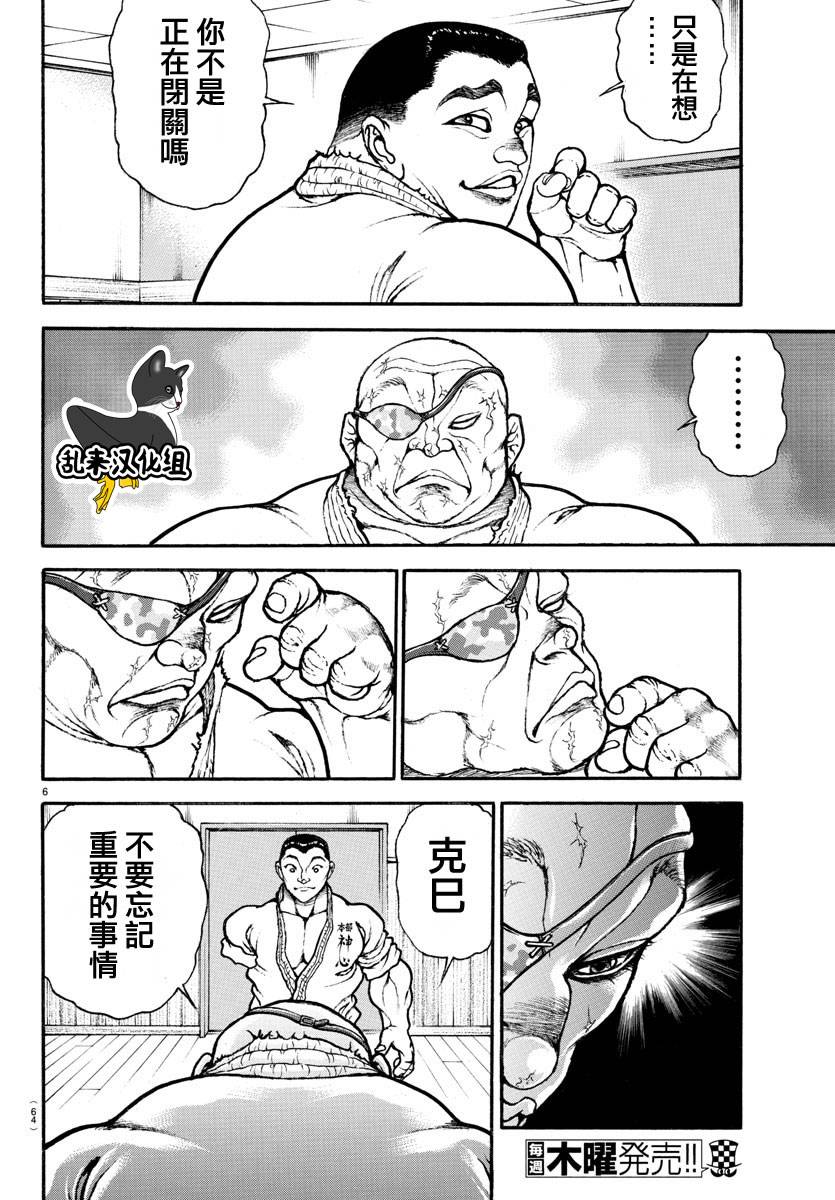 只是在想
……
你不是
正在閉關嗎
………
乱来汉化组
6
克巳
不要忘記
重要的事情
本部
神心
(64)
毎週木曜発売!!